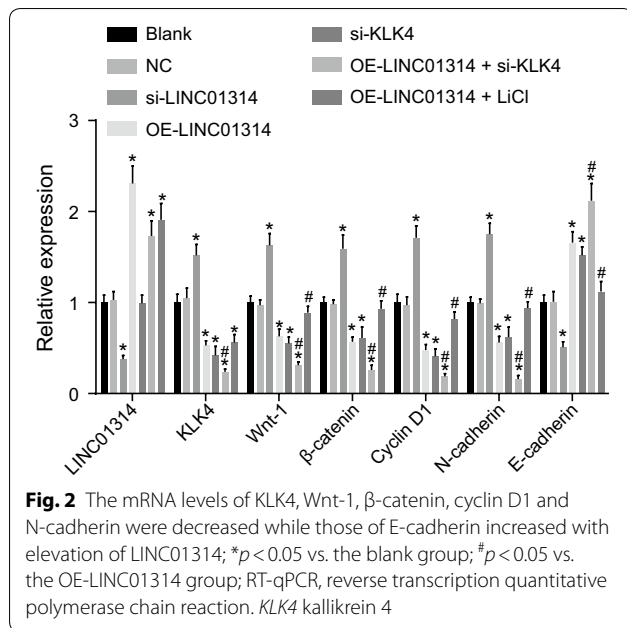 Blank
NC
si-LINC01314
OE-LINC01314
si-KLK4
OE-LINC01314 + si-KLK4
OE-LINC01314 + LiCl
Relative expression
3
2
1
0
* * * *
* * * #* *
* * * #* #
* * * #* #
* * * #* #
* * * #* #
* * * #* #
LINC01314
KLK4
Wnt-1
β-catenin
Cyclin D1
N-cadherin
E-cadherin
Fig. 2 The mRNA levels of KLK4, Wnt-1, β-catenin, cyclin D1 and
N-cadherin were decreased while those of E-cadherin increased with
elevation of LINC01314; *p < 0.05 vs. the blank group; #p < 0.05 vs.
the OE-LINC01314 group; RT-qPCR, reverse transcription quantitative
polymerase chain reaction. KLK4 kallikrein 4